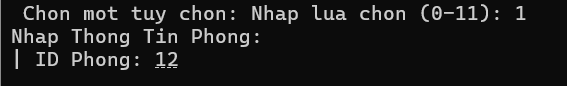 Chon mot tuy chon: Nhap lua chon (0-11): 1
Nhap Thong Tin Phong:
| ID Phong: 12